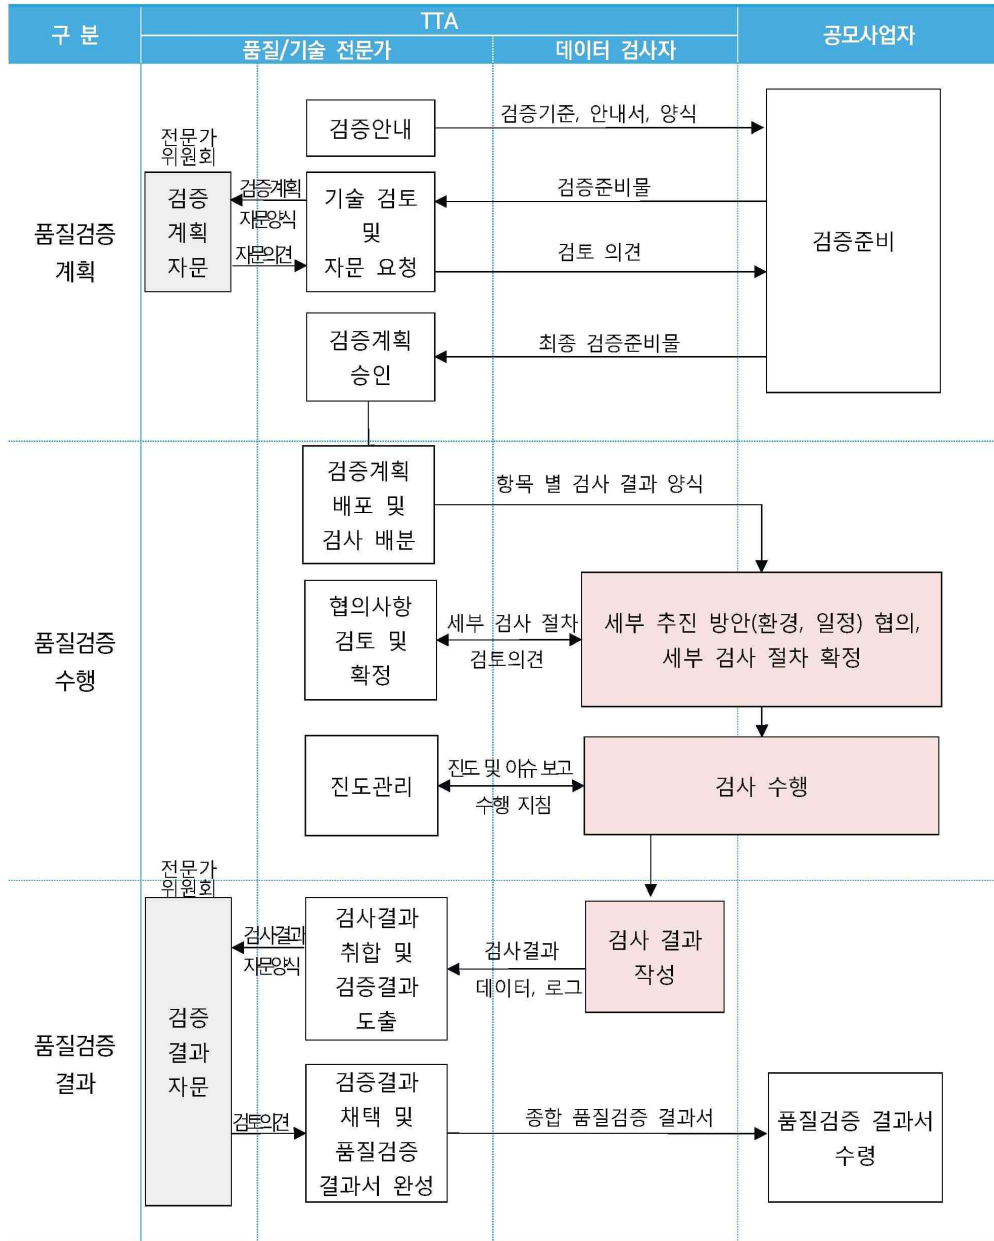 구 분
TTA
공모사업자
품질/기술 전문가
데이터 검사자
품질검증
계획
전문가
위원회
검증
계획
자문
검증계획
자문양식
자문의견
검증안내
검증기준, 안내서, 양식
기술 검토
및
자문 요청
검증준비물
검토 의견
검증준비
검증계획
승인
최종 검증준비물
품질검증
수행
검증계획
배포 및
검사 배분
항목 별 검사 결과 양식
협의사항
검토 및
확정
세부 검사 절차
검토의견
세부 추진 방안(환경, 일정) 협의,
세부 검사 절차 확정
진도관리
진도 및 이슈 보고
수행 지침
검사 수행
품질검증
결과
전문가
위원회
검증
결과
자문
검사결과
자문양식
검토의견
검사결과
취합 및
검증결과
도출
검사결과
데이터, 로그
검사 결과
작성
검증결과
채택 및
품질검증
결과서 완성
종합 품질검증 결과서
품질검증 결과서
수령